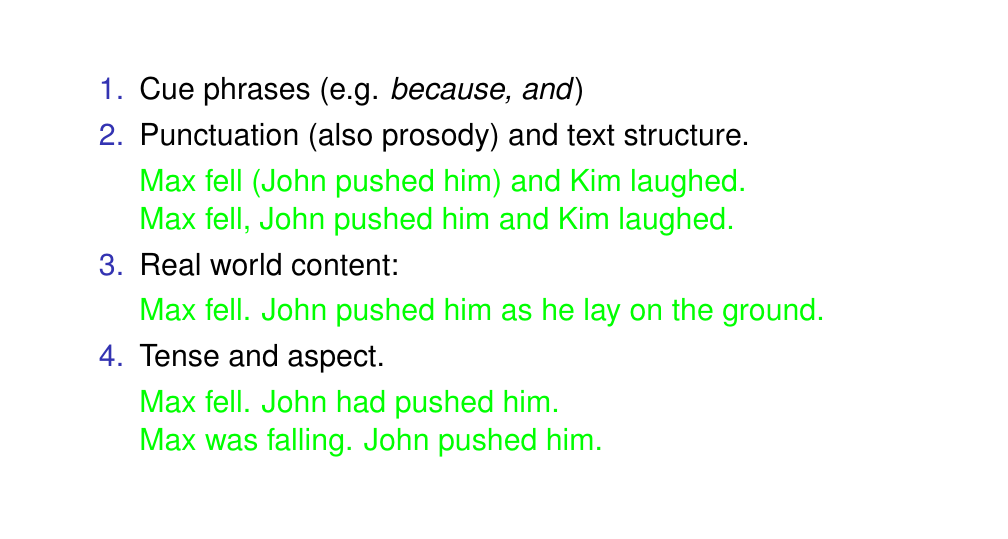 1. Cue phrases (e.g. because, and)
2. Punctuation (also prosody) and text structure.
Max fell (John pushed him) and Kim laughed.
Max fell, John pushed him and Kim laughed.
3. Real world content:
Max fell. John pushed him as he lay on the ground.
4. Tense and aspect.
Max fell. John had pushed him.
Max was falling. John pushed him.